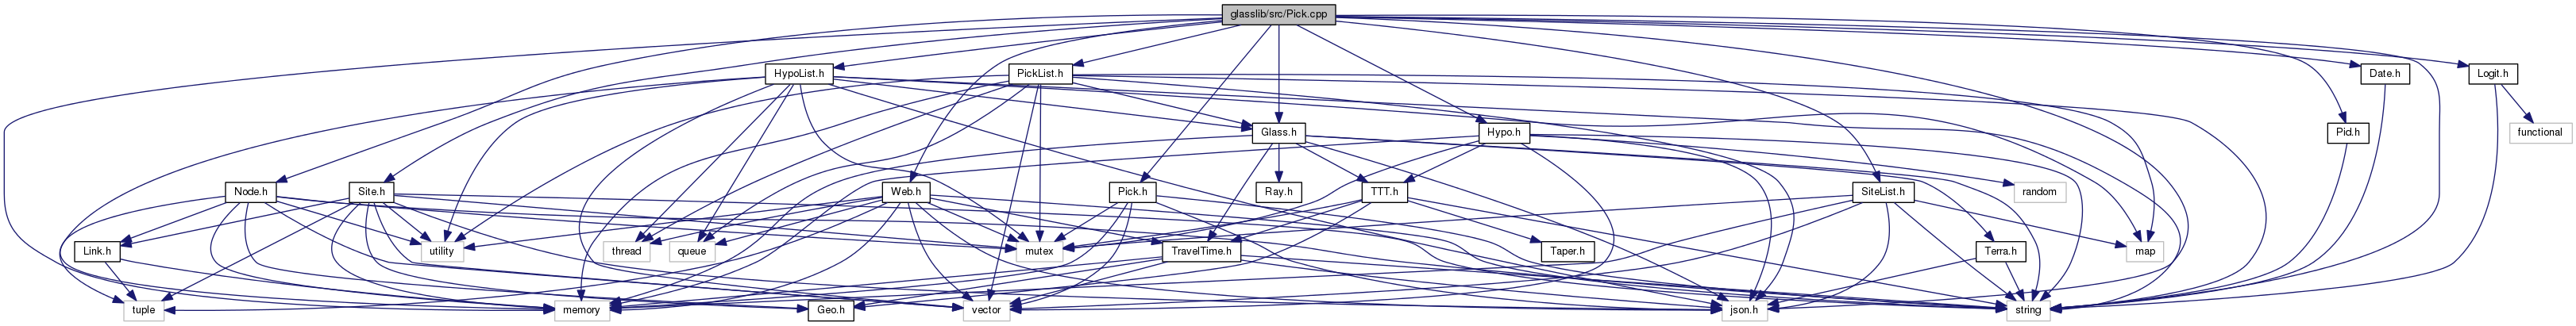 glasslib/src/Pick.cpp
HypoList.h
PickList.h
Date.h
Logit.h
Glass.h
Hypo.h
Pid.h
functional
Node.h
Site.h
Web.h
Pick.h
Ray.h
TTT.h
SiteList.h
random
Link.h
utility
thread
queue
mutex
TravelTime.h
Taper.h
Terra.h
map
tuple
memory
Geo.h
vector
json.h
string